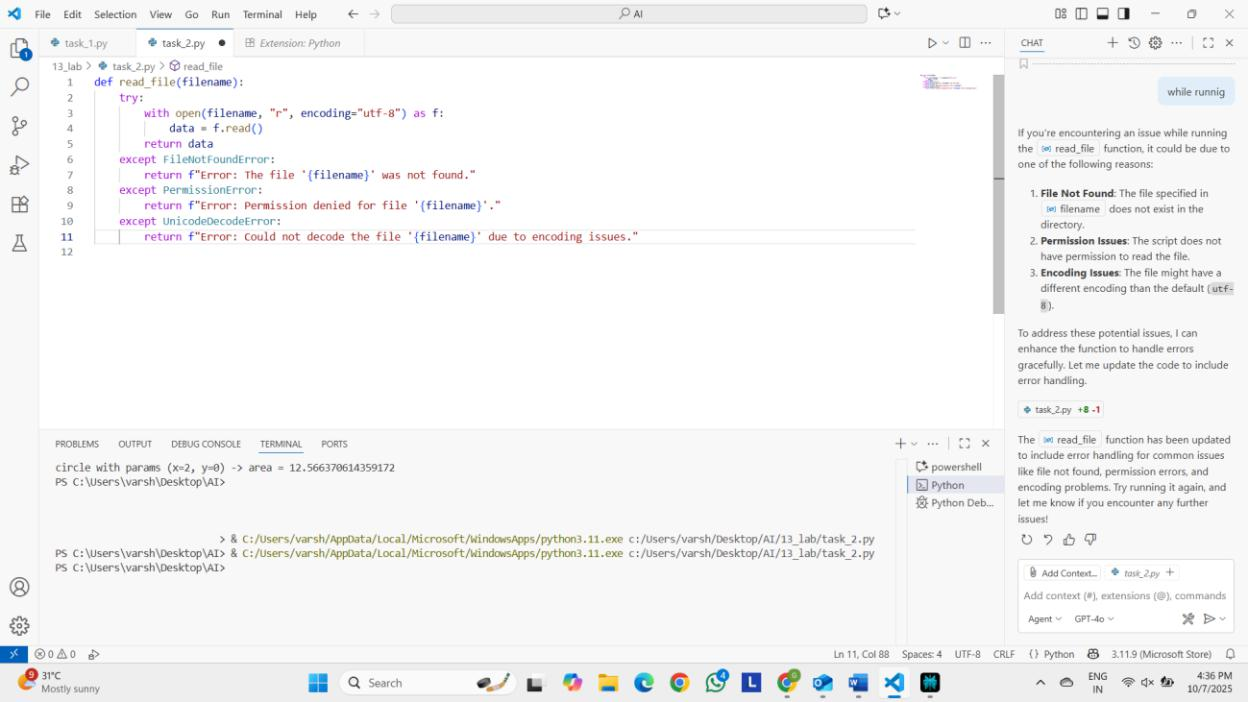 File Edit Selection View Go Run Terminal Help
AI
task_1.py
task_2.py
Extension: Python
13_lab > task_2.py > read_file
1 def read_file(filename):
2 try:
3 with open(filename, "r", encoding="utf-8") as f:
4 data = f.read()
5 return data
6 except FileNotFoundError:
7 return f"Error: The file '{filename}' was not found."
8 except PermissionError:
9 return f"Error: Permission denied for file '{filename}'."
10 except UnicodeDecodeError:
11 return f"Error: Could not decode the file '{filename}' due to encoding issues."
12
PROBLEMS OUTPUT DEBUG CONSOLE TERMINAL PORTS
circle with params (x=2, y=0) -> area = 12.566370614359172
PS C:\Users\varsh\Desktop\AI>
> & C:/Users/varsh/AppData/Local/Microsoft/WindowsApps/python3.11.exe c:/Users/varsh/Desktop/AI/13_lab/task_2.py
PS C:\Users\varsh\Desktop\AI> & C:/Users/varsh/AppData/Local/Microsoft/WindowsApps/python3.11.exe c:/Users/varsh/Desktop/AI/13_lab/task_2.py
PS C:\Users\varsh\Desktop\AI>
powershell
Python
Python Deb...
CHAT
while runnig
If you're encountering an issue while running
the read_file function, it could be due to
one of the following reasons:
1. File Not Found: The file specified in
filename does not exist in the
directory.
2. Permission Issues: The script does not
have permission to read the file.
3. Encoding Issues: The file might have a
different encoding than the default (utf-
8).
To address these potential issues, I can
enhance the function to handle errors
gracefully. Let me update the code to include
error handling.
task_2.py +8 -1
The read_file function has been updated
to include error handling for common issues
like file not found, permission errors, and
encoding problems. Try running it again, and
let me know if you encounter any further
issues!
Add Context... task_2.py
Add context (#), extensions (@), commands
Agent GPT-4o
1
0 0
Ln 11, Col 88 Spaces: 4 UTF-8 CRLF {} Python 3.11.9 (Microsoft Store)
9
31°C
Mostly sunny
Search
4
L
G
ENG
IN
4:36 PM
10/7/2025